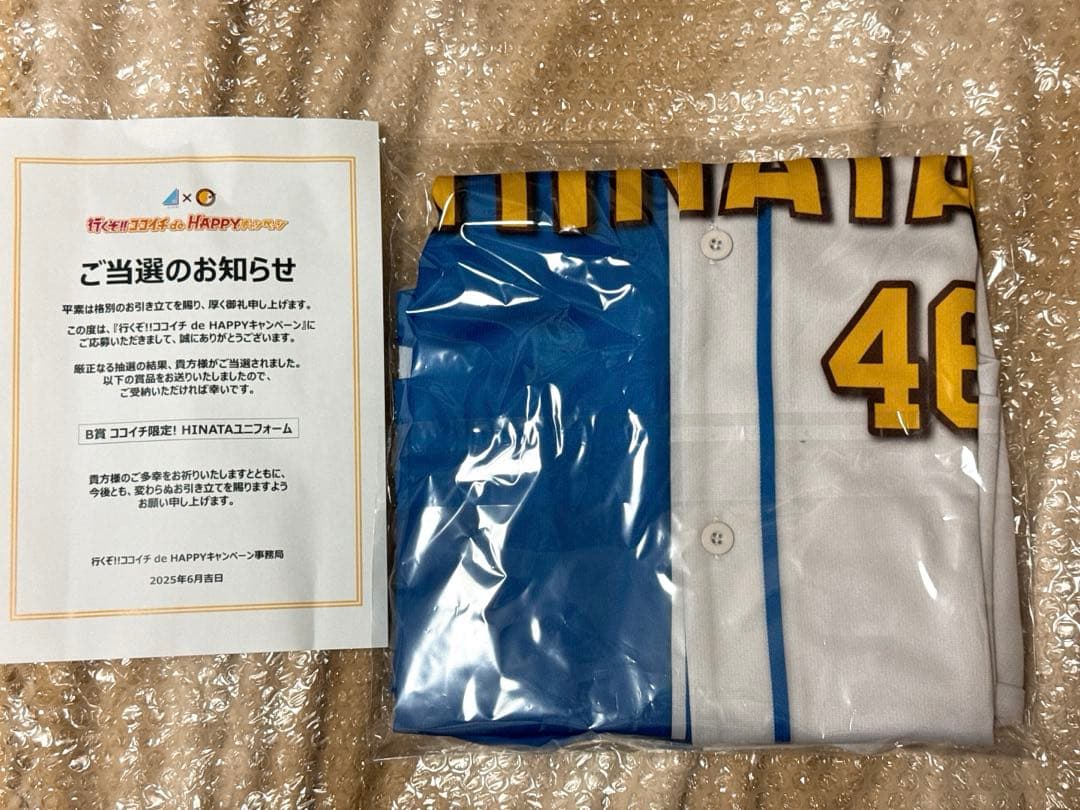 ×
行くぞ!!ココイチ de HAPPYキャンペーン
ご当選のお知らせ
平素は格別のお引き立てを賜り、厚く御礼申し上げます。
この度は、『行くぞ!!ココイチ de HAPPYキャンペーン』に
ご応募いただきまして、誠にありがとうございます。
厳正なる抽選の結果、貴方様がご当選されました。
以下の賞品をお送りいたしましたので、
ご受納いただければ幸いです。
B賞 ココイチ限定! HINATAユニフォーム
貴方様のご多幸をお祈りいたしますとともに、
今後とも、変わらぬお引き立てを賜りますよう
お願い申し上げます。
行くぞ!!ココイチ de HAPPYキャンペーン事務局
2025年6月吉日
HINATA
46